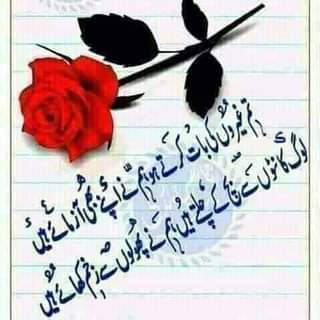 تم غیروں کی بات کرتے ہو ہم نے اپنے بھی آزمائے ہیں
لوگ کانٹوں سے بچ کے چلتے ہیں ہم نے پھولوں سے زخم کھائے ہیں